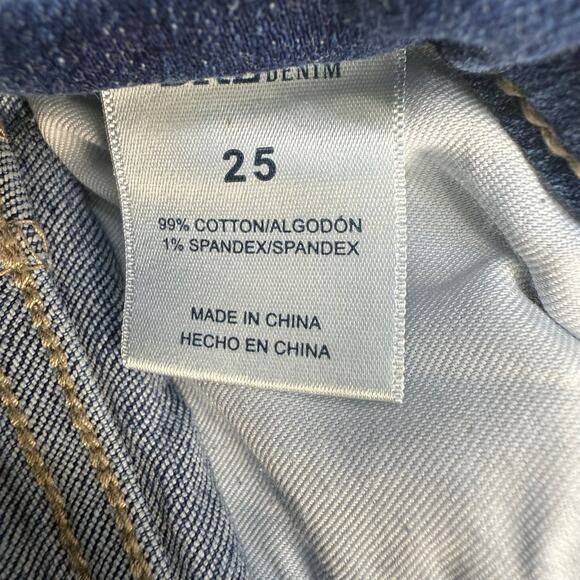 DENIM
25
99% COTTON/ALGODÓN
1% SPANDEX/SPANDEX
MADE IN CHINA
HECHO EN CHINA